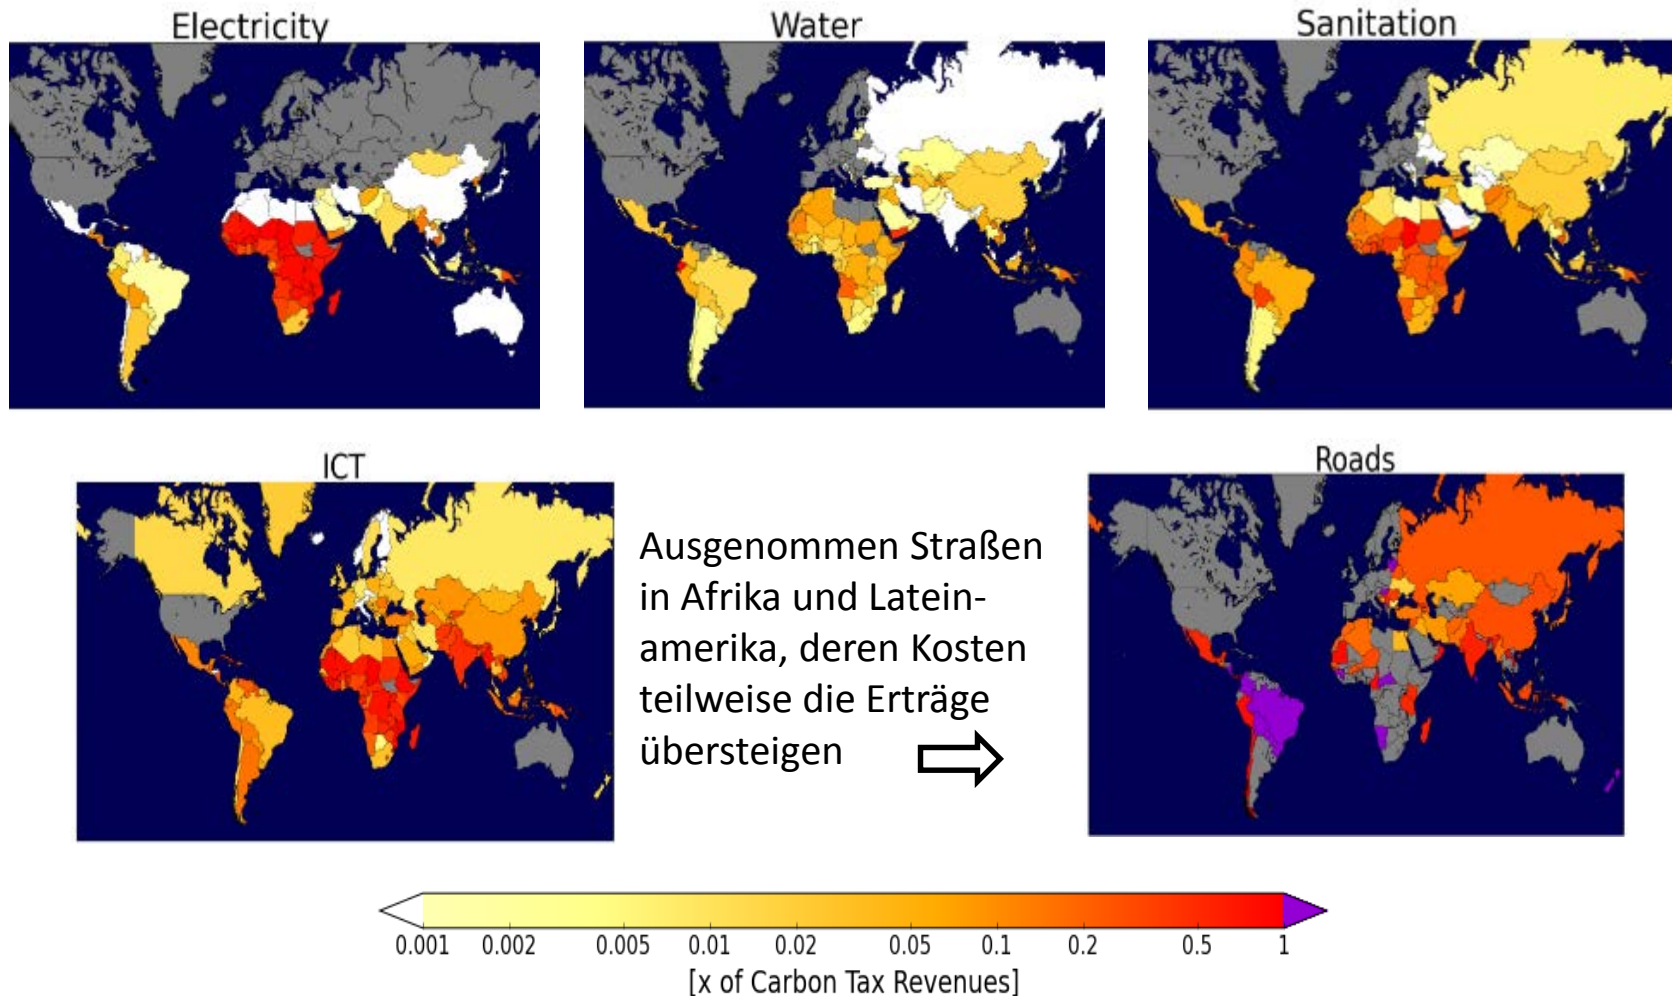 Electricity
Water
Sanitation
ICT
Roads
Ausgenommen Straßen
in Afrika und Latein-
amerika, deren Kosten
teilweise die Erträge
übersteigen
0.001 0.002 0.005 0.01 0.02 0.05 0.1 0.2 0.5 1
[x of Carbon Tax Revenues]